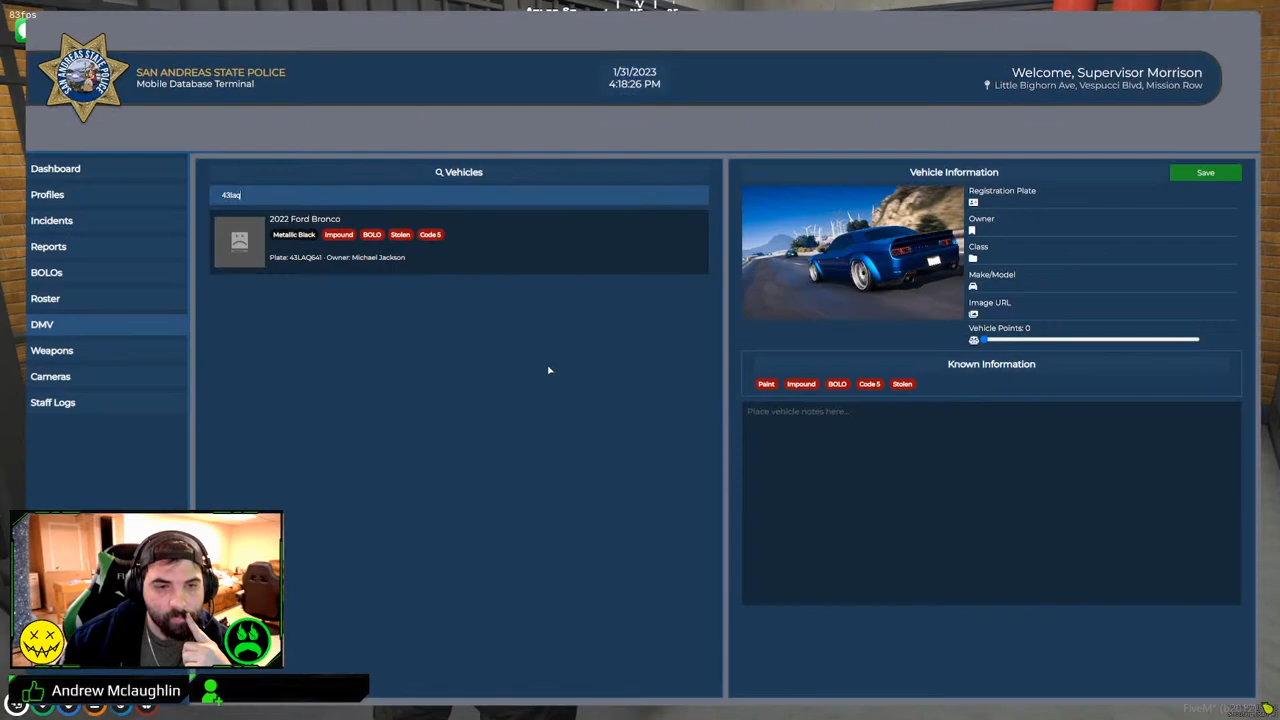 83fps
SAN ANDREAS STATE POLICE
Mobile Database Terminal
1/31/2023
4:18:26 PM
Welcome, Supervisor Morrison
Little Bighorn Ave, Vespucci Blvd, Mission Row
Dashboard
Profiles
Incidents
Reports
BOLOs
Roster
DMV
Weapons
Cameras
Staff Logs
Vehicles
43laq
2022 Ford Bronco
Metallic Black Impound BOLO Stolen Code 5
Plate: 43LAQ641 · Owner: Michael Jackson
Vehicle Information
Save
Registration Plate
Owner
Class
Make/Model
Image URL
Vehicle Points: 0
Known Information
Paint Impound BOLO Code 5 Stolen
Place vehicle notes here...
Andrew Mclaughlin
FiveM